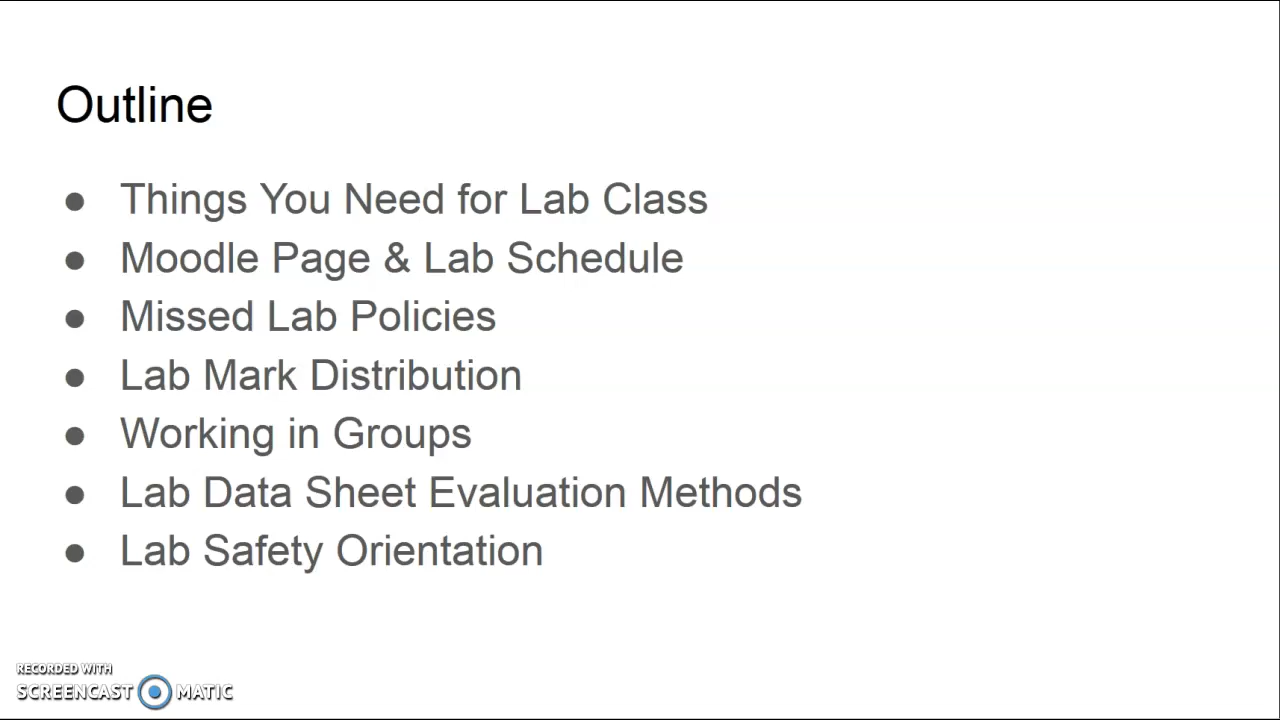 Outline
● Things You Need for Lab Class
● Moodle Page & Lab Schedule
● Missed Lab Policies
● Lab Mark Distribution
● Working in Groups
● Lab Data Sheet Evaluation Methods
● Lab Safety Orientation
RECORDED WITH
SCREENCAST MATIC